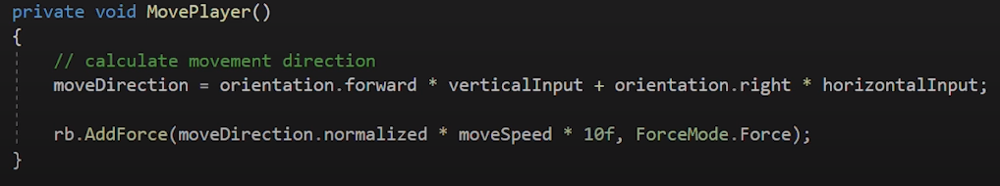 private void MovePlayer()
{
// calculate movement direction
moveDirection = orientation.forward * verticalInput + orientation.right * horizontalInput;
rb.AddForce(moveDirection.normalized * moveSpeed * 10f, ForceMode.Force);
}